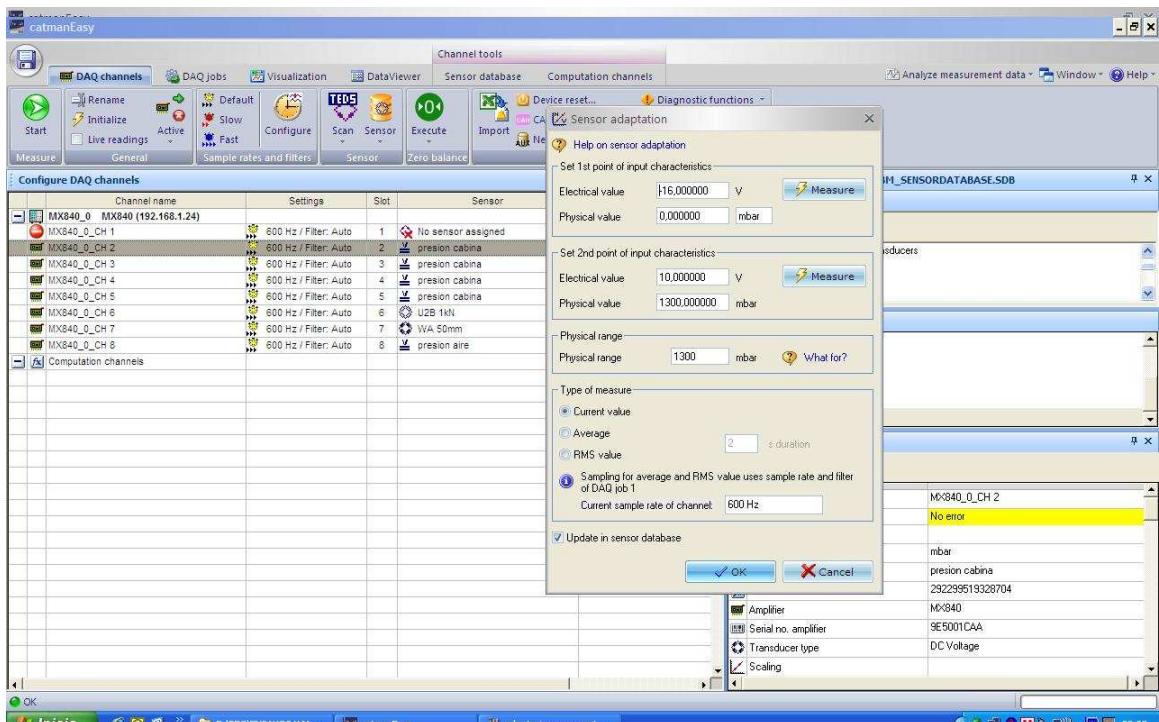 catmanEasy
Channel tools
DAQ channels DAQ jobs Visualization DataViewer Sensor database Computation channels
Analyze measurement data Window Help
Start Rename Initialize Live readings Active Default Slow Fast Configure Scan Sensor Execute Import Device reset... Diagnostic functions
TEDS
Measure General Sample rates and filters Sensor Zero balance
Configure DAQ channels
Channel name Settings Slot Sensor
MX840_0 MX840 (192.168.1.24)
MX840_0_CH 1 600 Hz / Filter: Auto 1 No sensor assigned
MX840_0_CH 2 600 Hz / Filter: Auto 2 presion cabina
MX840_0_CH 3 600 Hz / Filter: Auto 3 presion cabina
MX840_0_CH 4 600 Hz / Filter: Auto 4 presion cabina
MX840_0_CH 5 600 Hz / Filter: Auto 5 presion cabina
MX840_0_CH 6 600 Hz / Filter: Auto 6 U2B 1kN
MX840_0_CH 7 600 Hz / Filter: Auto 7 WA 50mm
MX840_0_CH 8 600 Hz / Filter: Auto 8 presion aire
fx Computation channels
Sensor adaptation
Help on sensor adaptation
Set 1st point of input characteristics
Electrical value -16,000000 V Measure
Physical value 0,000000 mbar
Set 2nd point of input characteristics
Electrical value 10,000000 V Measure
Physical value 1300,000000 mbar
Physical range
Physical range 1300 mbar What for?
Type of measure
Current value
Average
2 s duration
RMS value
Sampling for average and RMS value uses sample rate and filter
of DAQ job 1
Current sample rate of channel: 600 Hz
Update in sensor database
OK Cancel
M_SENSORDATABASE.SDB
sducers
MX840_0_CH 2
No error
mbar
presion cabina
292299519328704
Amplifier MX840
Serial no. amplifier 9E5001CAA
Transducer type DC Voltage
Scaling
OK
Inicio